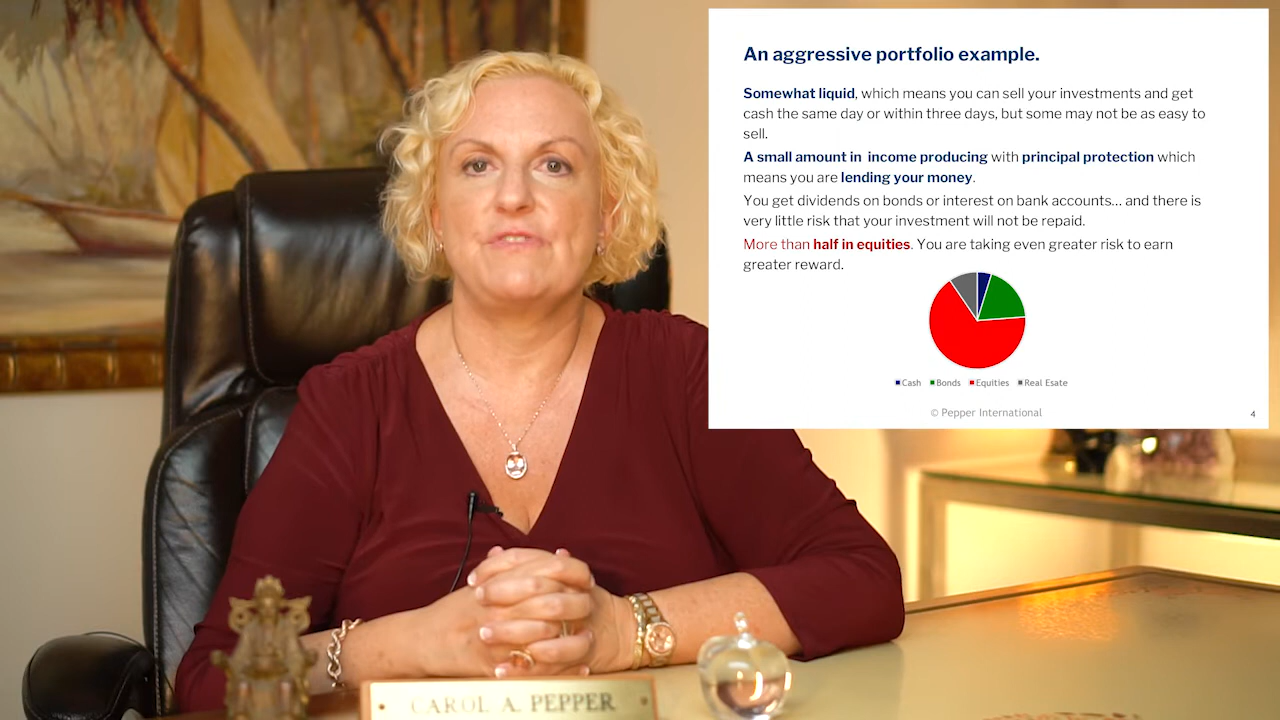 An aggressive portfolio example.
Somewhat liquid, which means you can sell your investments and get
cash the same day or within three days, but some may not be as easy to
sell.
A small amount in  income producing with principal protection which
means you are lending your money.
You get dividends on bonds or interest on bank accounts... and there is
very little risk that your investment will not be repaid.
More than half in equities. You are taking even greater risk to earn
greater reward.
Cash Bonds Equities Real Esate
© Pepper International
4
CAROL A. PEPPER